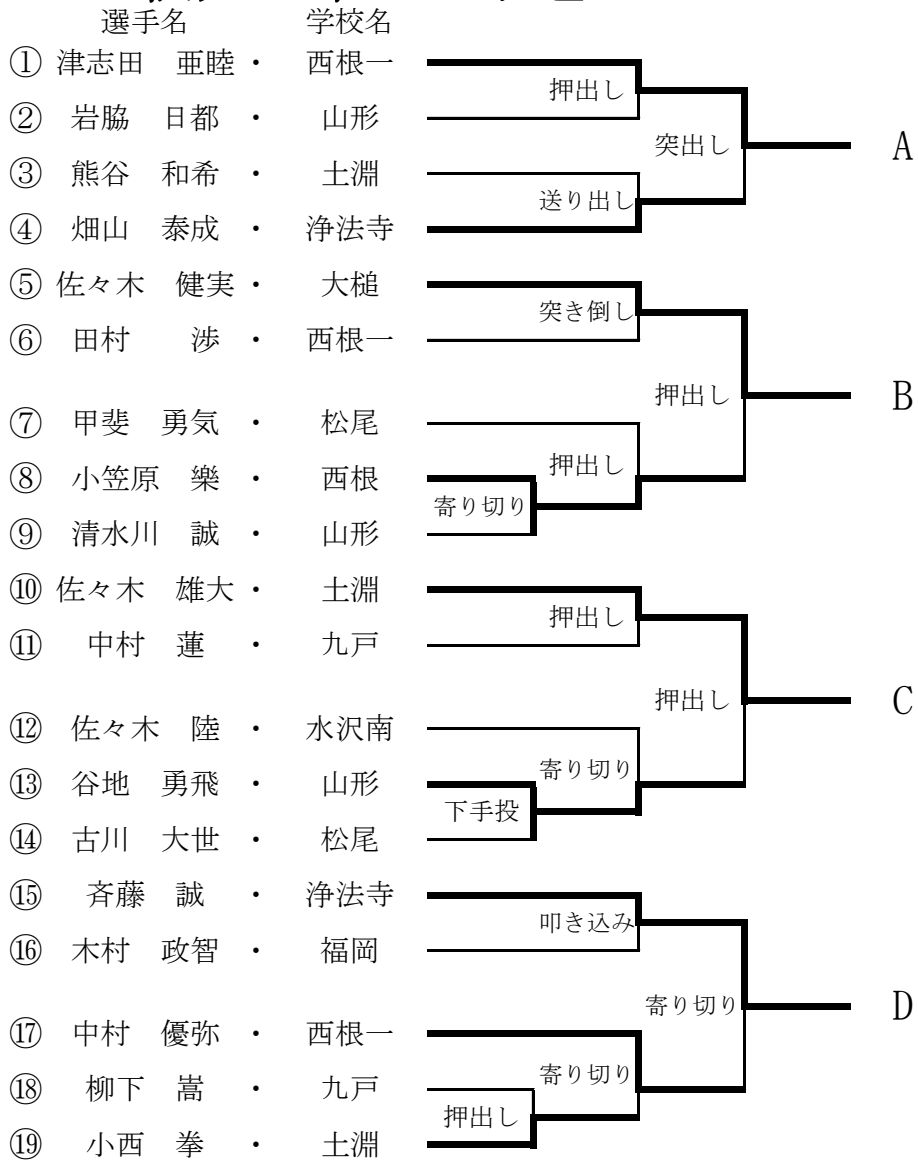 選手名 学校名
① 津志田 亜睦 ・ 西根一
押出し
② 岩脇 日都 ・ 山形
突出し A
③ 熊谷 和希 ・ 土淵
送り出し
④ 畑山 泰成 ・ 浄法寺
⑤ 佐々木 健実 ・ 大槌
突き倒し
⑥ 田村 渉 ・ 西根一
押出し B
⑦ 甲斐 勇気 ・ 松尾
押出し
⑧ 小笠原 樂 ・ 西根
寄り切り
⑨ 清水川 誠 ・ 山形
⑩ 佐々木 雄大 ・ 土淵
押出し
⑪ 中村 蓮 ・ 九戸
押出し C
⑫ 佐々木 陸 ・ 水沢南
寄り切り
⑬ 谷地 勇飛 ・ 山形
下手投
⑭ 古川 大世 ・ 松尾
⑮ 斉藤 誠 ・ 浄法寺
叩き込み
⑯ 木村 政智 ・ 福岡
寄り切り D
⑰ 中村 優弥 ・ 西根一
寄り切り
⑱ 柳下 嵩 ・ 九戸
押出し
⑲ 小西 拳 ・ 土淵